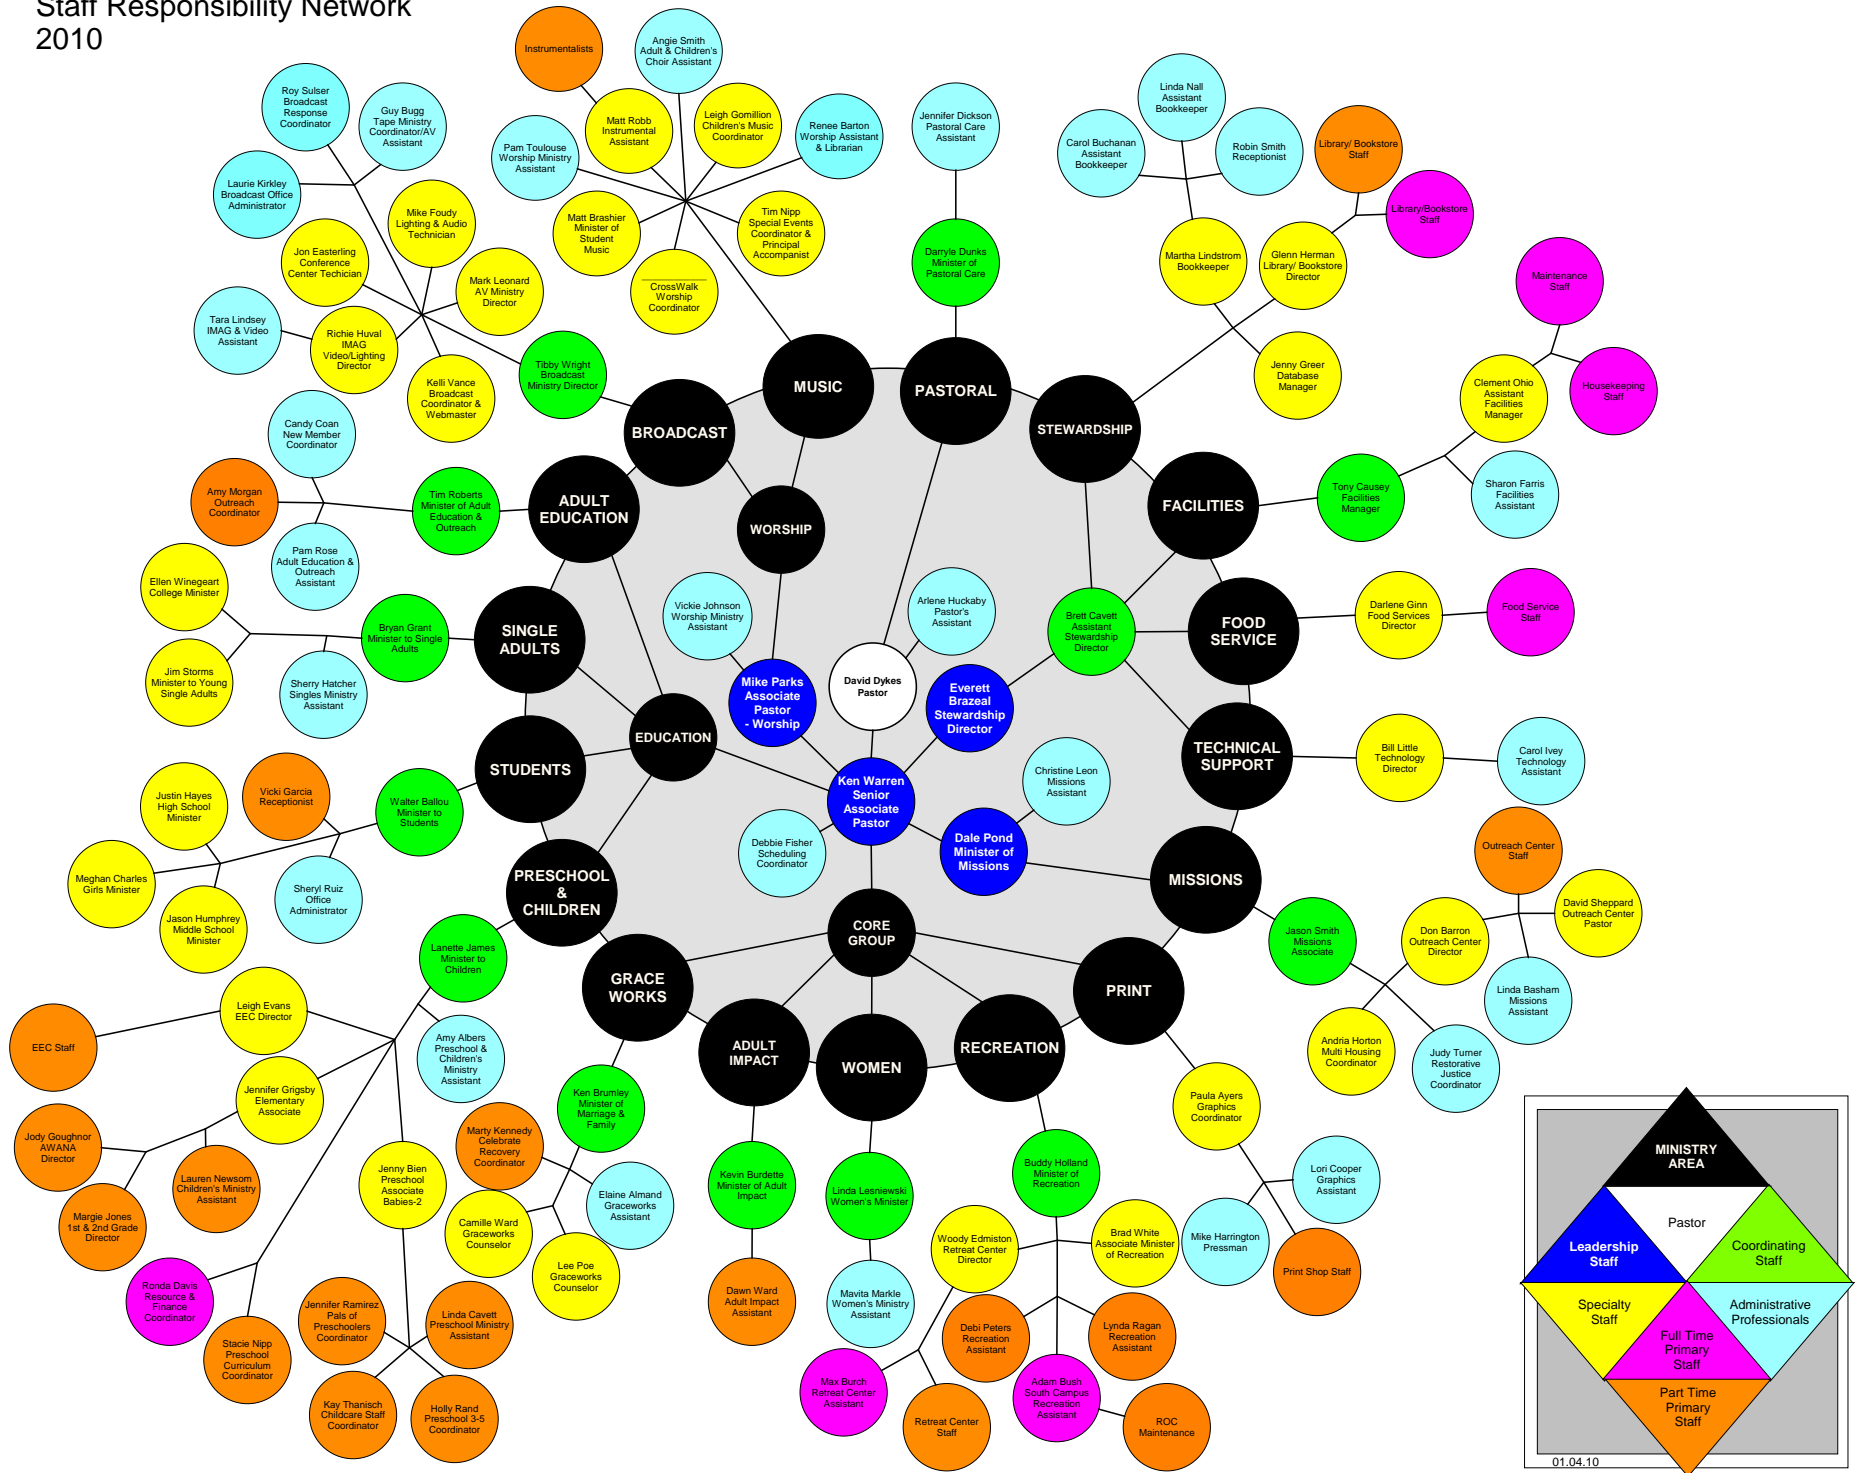 Staff Responsibility Network
2010
Instrumentalists
Angie Smith
Adult & Children's
Choir Assistant
Roy Sulser
Broadcast
Response
Coordinator
Guy Bugg
Tape Ministry
Coordinator/AV
Assistant
Matt Robb
Instrumental
Assistant
Leigh Gomillion
Children's Music
Coordinator
Renee Barton
Worship Assistant
& Librarian
Pam Toulouse
Worship Ministry
Assistant
Jennifer Dickson
Pastoral Care
Assistant
Linda Nall
Assistant
Bookkeeper
Carol Buchanan
Assistant
Bookkeeper
Robin Smith
Receptionist
Library/ Bookstore
Staff
Library/Bookstore
Staff
Laurie Kirkley
Broadcast Office
Administrator
Mike Foudy
Lighting & Audio
Technician
Matt Brashier
Minister of
Student
Music
Tim Nipp
Special Events
Coordinator &
Principal
Accompanist
Jon Easterling
Conference
Center Techician
Mark Leonard
AV Ministry
Director
CrossWalk
Worship
Coordinator
Darryle Dunks
Minister of
Pastoral Care
Martha Lindstrom
Bookkeeper
Glenn Herman
Library/ Bookstore
Director
Maintenance
Staff
Tara Lindsey
IMAG & Video
Assistant
Richie Huval
IMAG
Video/Lighting
Director
Kelli Vance
Broadcast
Coordinator &
Webmaster
Tibby Wright
Broadcast
Ministry Director
Jenny Greer
Database
Manager
Clement Ohio
Assistant
Facilities
Manager
Housekeeping
Staff
MUSIC
PASTORAL
BROADCAST
STEWARDSHIP
Candy Coan
New Member
Coordinator
Amy Morgan
Outreach
Coordinator
Tim Roberts
Minister of Adult
Education &
Outreach
ADULT
EDUCATION
WORSHIP
FACILITIES
Tony Causey
Facilities
Manager
Sharon Farris
Facilities
Assistant
Pam Rose
Adult Education &
Outreach
Assistant
Ellen Winegeart
College Minister
Bryan Grant
Minister to Single
Adults
SINGLE
ADULTS
Vickie Johnson
Worship Ministry
Assistant
Arlene Huckaby
Pastor's
Assistant
Brett Cavett
Assistant
Stewardship
Director
FOOD
SERVICE
Darlene Ginn
Food Services
Director
Food Service
Staff
Jim Storms
Minister to Young
Single Adults
Sherry Hatcher
Singles Ministry
Assistant
Mike Parks
Associate
Pastor
- Worship
David Dykes
Pastor
Everett
Brazeal
Stewardship
Director
EDUCATION
STUDENTS
TECHNICAL
SUPPORT
Bill Little
Technology
Director
Carol Ivey
Technology
Assistant
Justin Hayes
High School
Minister
Vicki Garcia
Receptionist
Walter Ballou
Minister to
Students
Ken Warren
Senior
Associate
Pastor
Christine Leon
Missions
Assistant
Debbie Fisher
Scheduling
Coordinator
Dale Pond
Minister of
Missions
Meghan Charles
Girls Minister
Jason Humphrey
Middle School
Minister
Sheryl Ruiz
Office
Administrator
PRESCHOOL
&
CHILDREN
MISSIONS
Outreach Center
Staff
David Sheppard
Outreach Center
Pastor
Don Barron
Outreach Center
Director
Jason Smith
Missions
Associate
Linda Basham
Missions
Assistant
Lanette James
Minister to
Children
CORE
GROUP
GRACE
WORKS
PRINT
Leigh Evans
EEC Director
EEC Staff
Amy Albers
Preschool &
Children's
Ministry
Assistant
ADULT
IMPACT
WOMEN
RECREATION
Andria Horton
Multi Housing
Coordinator
Judy Turner
Restorative
Justice
Coordinator
Jennifer Grigsby
Elementary
Associate
Ken Brumley
Minister of
Marriage &
Family
Paula Ayers
Graphics
Coordinator
Jody Goughnor
AWANA
Director
Lauren Newsom
Children's Ministry
Assistant
Margie Jones
1st & 2nd Grade
Director
Jenny Bien
Preschool
Associate
Babies-2
Marty Kennedy
Celebrate
Recovery
Coordinator
Elaine Almand
Graceworks
Assistant
Camille Ward
Graceworks
Counselor
Lee Poe
Graceworks
Counselor
Kevin Burdette
Minister of Adult
Impact
Linda Lesniewski
Women's Minister
Buddy Holland
Minister of
Recreation
Lori Cooper
Graphics
Assistant
Mike Harrington
Pressman
Print Shop Staff
Woody Edmiston
Retreat Center
Director
Brad White
Associate Minister
of Recreation
Ronda Davis
Resource &
Finance
Coordinator
Stacie Nipp
Preschool
Curriculum
Coordinator
Jennifer Ramirez
Pals of
Preschoolers
Coordinator
Linda Cavett
Preschool Ministry
Assistant
Kay Thanisch
Childcare Staff
Coordinator
Holly Rand
Preschool 3-5
Coordinator
Dawn Ward
Adult Impact
Assistant
Mavita Markle
Women's Ministry
Assistant
Debi Peters
Recreation
Assistant
Lynda Ragan
Recreation
Assistant
Max Burch
Retreat Center
Assistant
Retreat Center
Staff
Adam Bush
South Campus
Recreation
Assistant
ROC
Maintenance
MINISTRY
AREA
Pastor
Leadership
Staff
Coordinating
Staff
Specialty
Staff
Administrative
Professionals
Full Time
Primary
Staff
Part Time
Primary
Staff
01.04.10